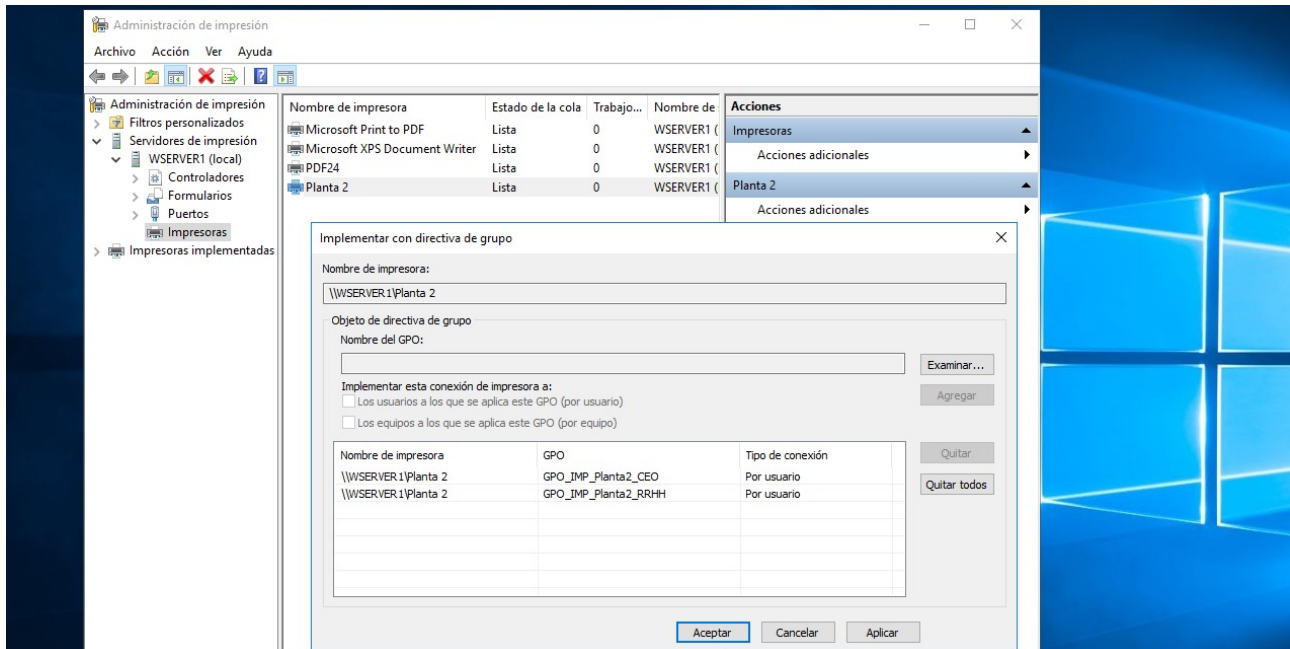 Administración de impresión
Archivo Acción Ver Ayuda
Administración de impresión
Filtros personalizados
Servidores de impresión
WSERVER1 (local)
Controladores
Formularios
Puertos
Impresoras
Impresoras implementadas
Nombre de impresora Estado de la cola Trabajo... Nombre de
Microsoft Print to PDF Lista 0 WSERVER1 (
Microsoft XPS Document Writer Lista 0 WSERVER1 (
PDF24 Lista 0 WSERVER1 (
Planta 2 Lista 0 WSERVER1 (
Acciones
Impresoras
Acciones adicionales
Planta 2
Acciones adicionales
Implementar con directiva de grupo
Nombre de impresora:
\\WSERVER1\Planta 2
Objeto de directiva de grupo
Nombre del GPO:
Examinar...
Implementar esta conexión de impresora a:
Los usuarios a los que se aplica este GPO (por usuario)
Agregar
Los equipos a los que se aplica este GPO (por equipo)
Nombre de impresora GPO Tipo de conexión
\\WSERVER1\Planta 2 GPO_IMP_Planta2_CEO Por usuario
\\WSERVER1\Planta 2 GPO_IMP_Planta2_RRHH Por usuario
Quitar
Quitar todos
Aceptar Cancelar Aplicar